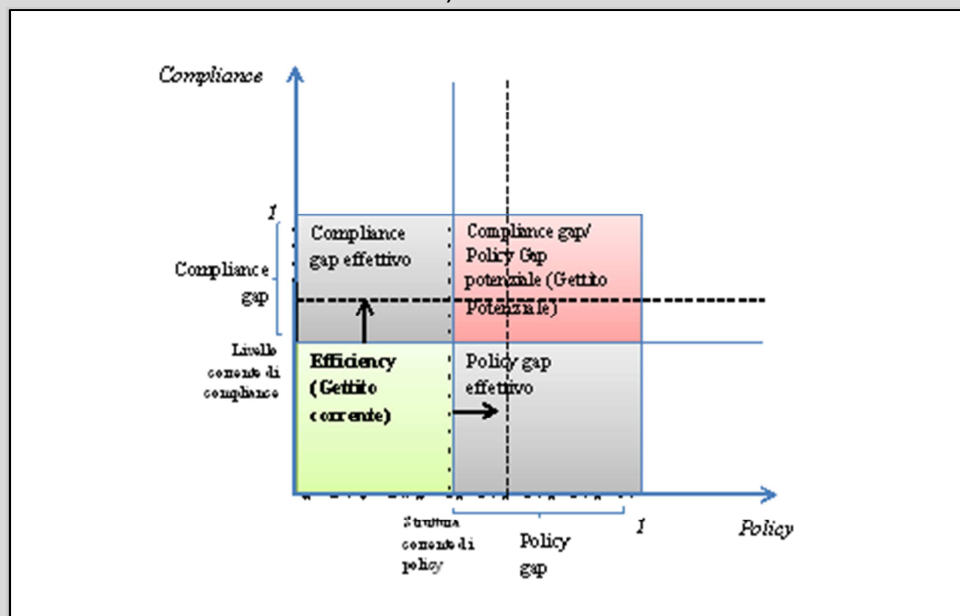 Compliance
1
Compliance
gap effettivo
Compliance gap/
Policy Gap
potenziale (Gettito
Potenziale)
Compliance
gap
Livello
corrente di
compliance
Efficiency
(Gettito
corrente)
Policy gap
effettivo
Struttura
corrente di
policy
Policy
gap
1
Policy